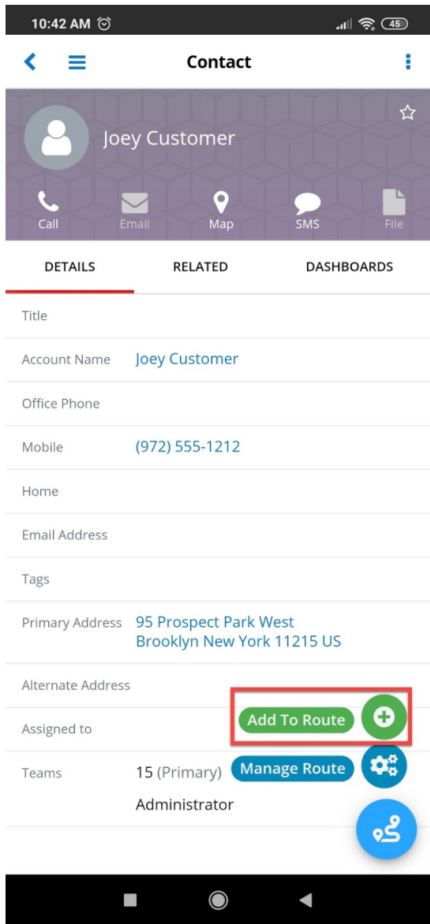 10:42 AM
45
Contact
Joey Customer
Call Email Map SMS File
DETAILS RELATED DASHBOARDS
Title
Account Name Joey Customer
Office Phone
Mobile (972) 555-1212
Home
Email Address
Tags
Primary Address 95 Prospect Park West
Brooklyn New York 11215 US
Alternate Address
Add To Route
Assigned to
Teams 15 (Primary) Manage Route
Administrator